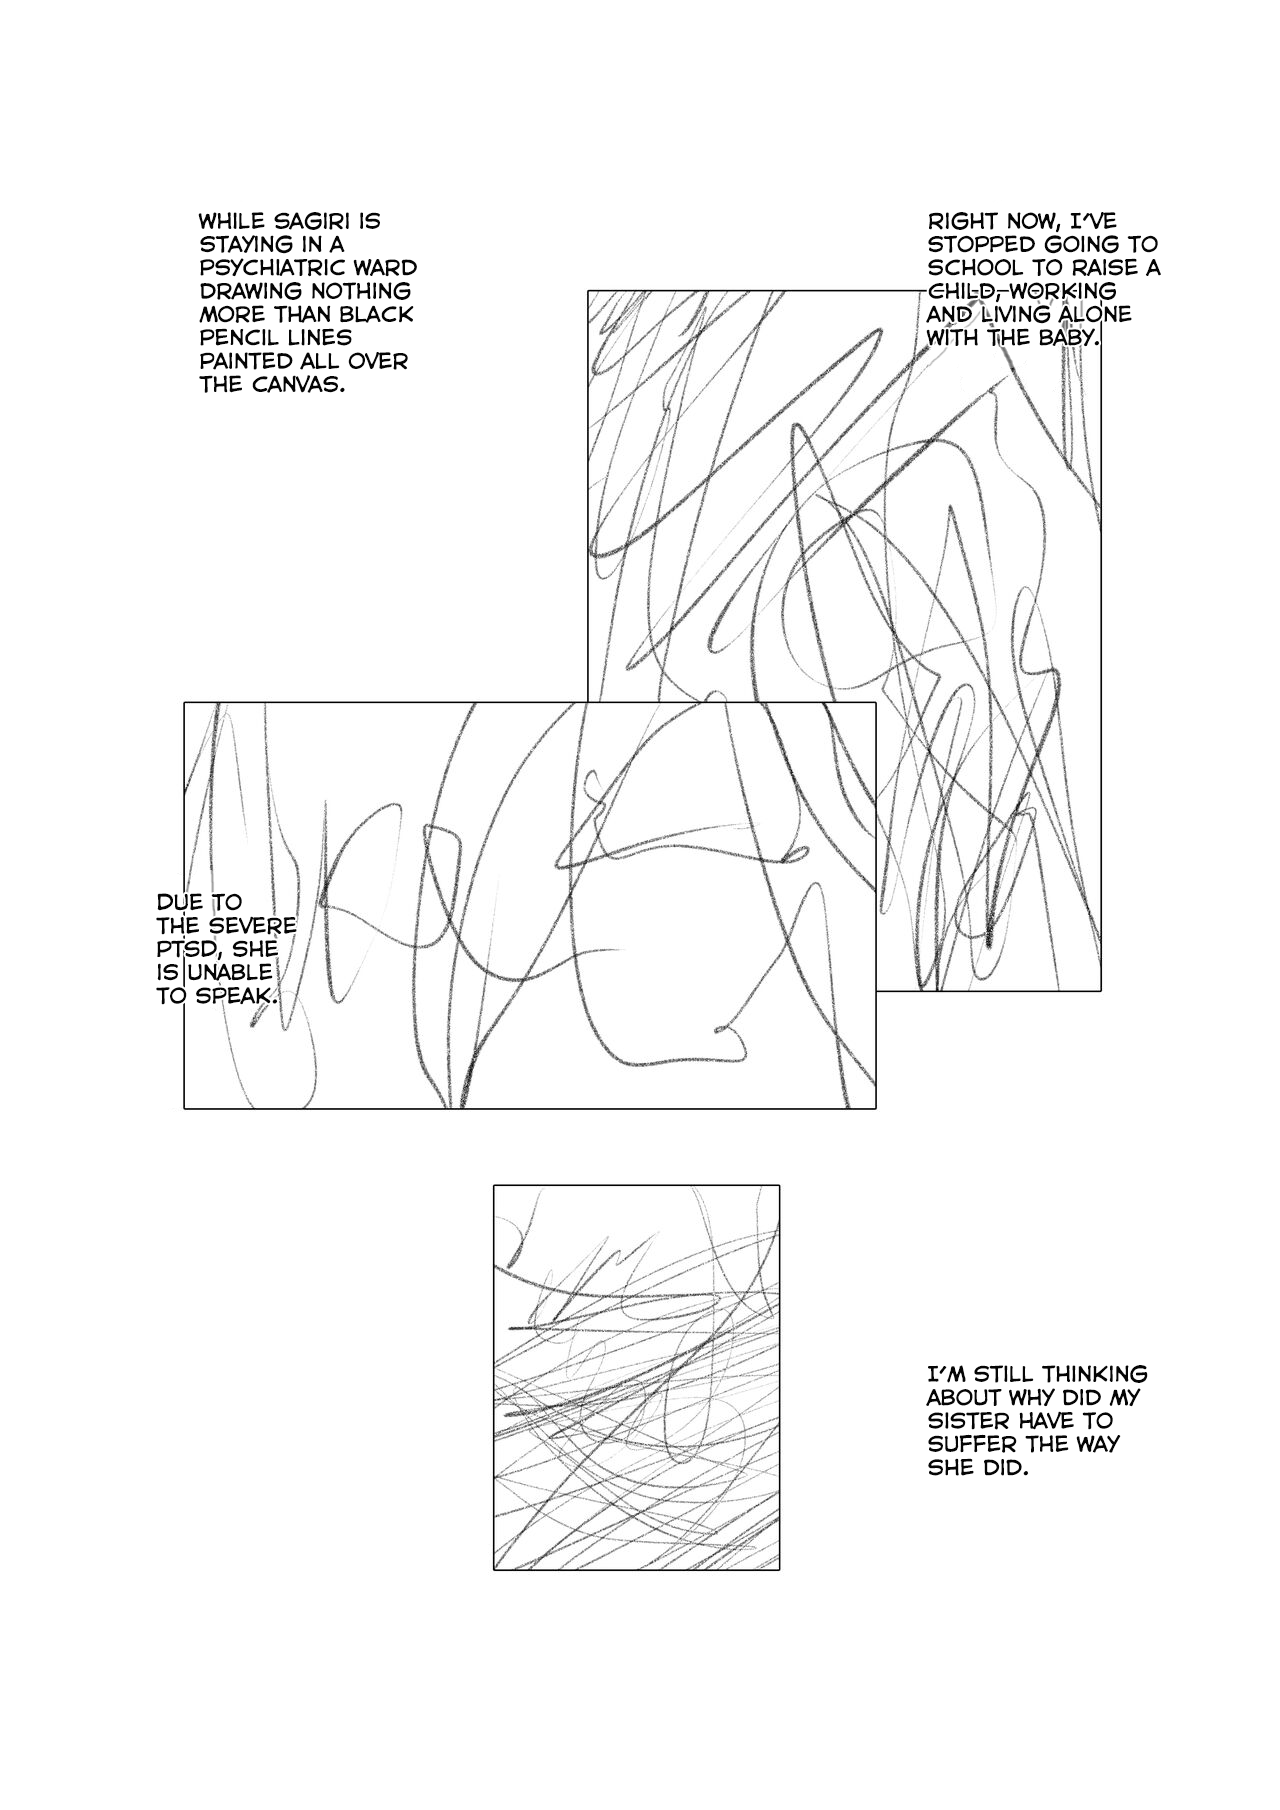 RIGHT NOW, I'VE
STOPPED GOING TO
SCHOOL TO RAISE A
CHILD, WORKING
AND LIVING ALONE
WITH THE BABY.
WHILE SAGIRI IS
STAYING IN A
PSYCHIATRIC WARD
DRAWING NOTHING
MORE THAN BLACK
PENCIL LINES
PAINTED ALL OVER
THE CANVAS.
DUE TO
THE SEVERE
PTSD, SHE
IS UNABLE
TO SPEAK.
I'M STILL THINKING
ABOUT WHY DID MY
SISTER HAVE TO
SUFFER THE WAY
SHE DID.